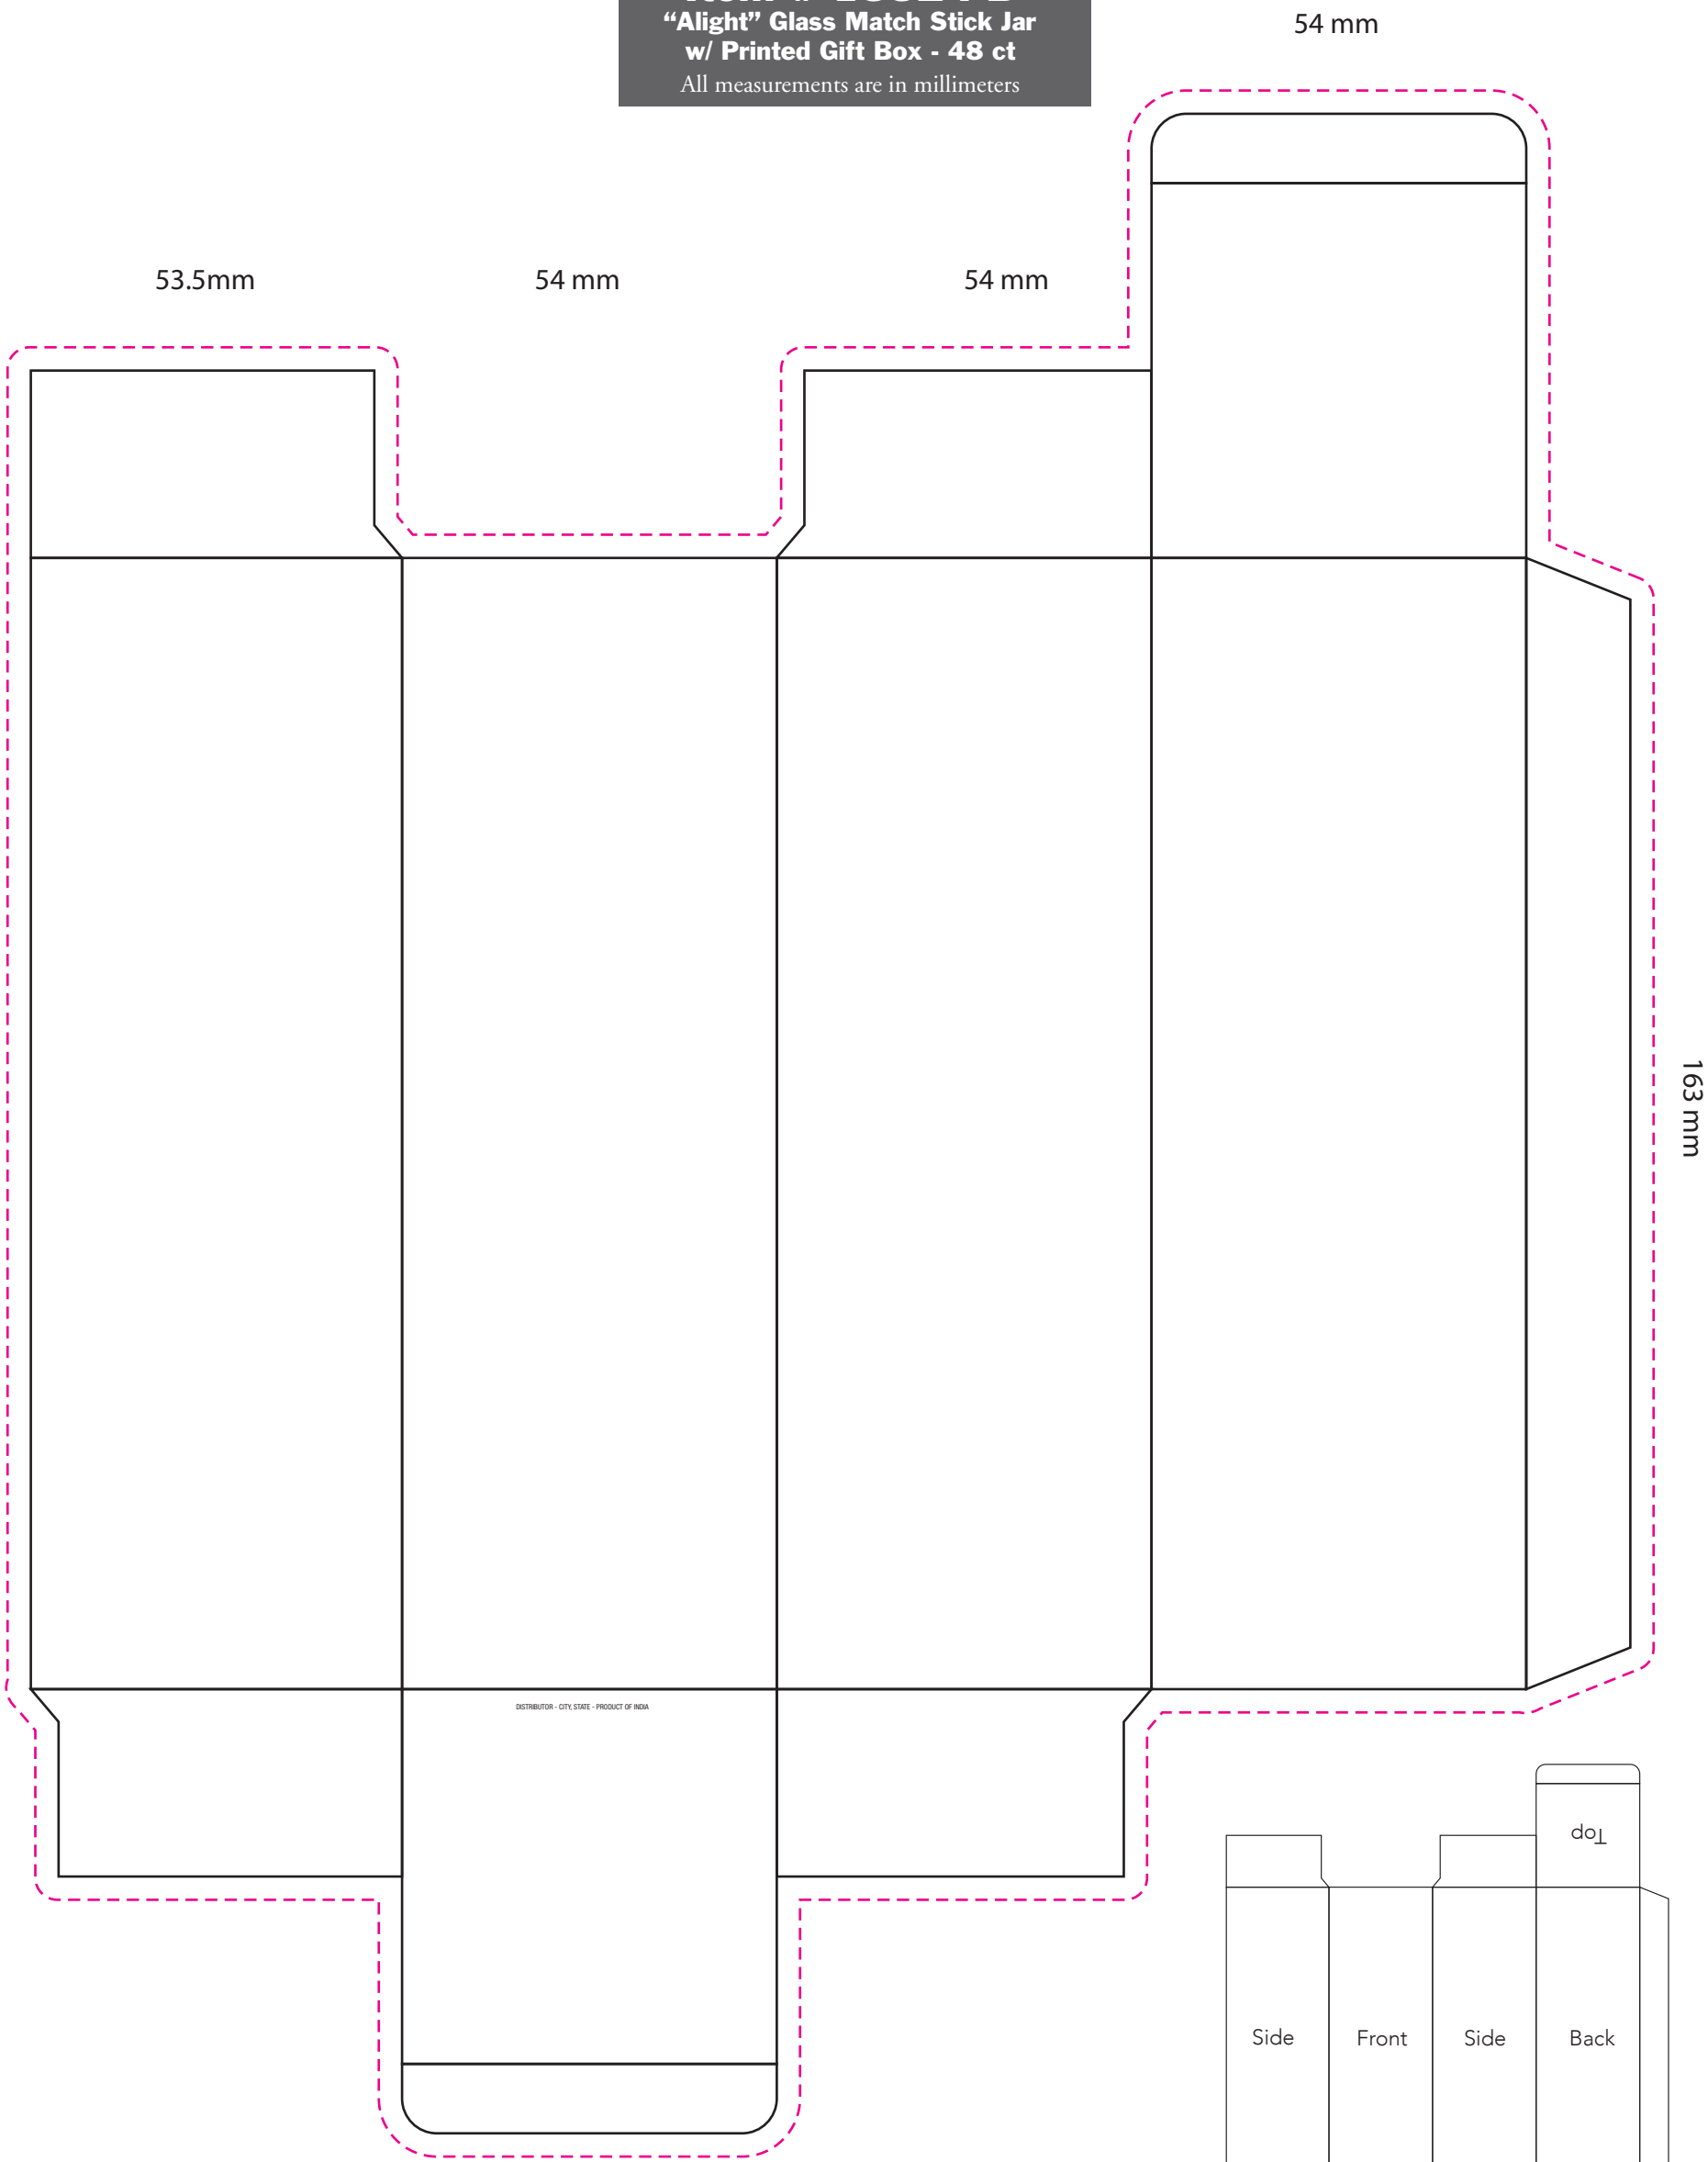 “Alight” Glass Match Stick Jar
w/ Printed Gift Box - 48 ct
All measurements are in millimeters
54 mm
53.5mm
54 mm
54 mm
163 mm
DISTRIBUTOR - CITY, STATE - PRODUCT OF INDIA
Top
Side
Front
Side
Back